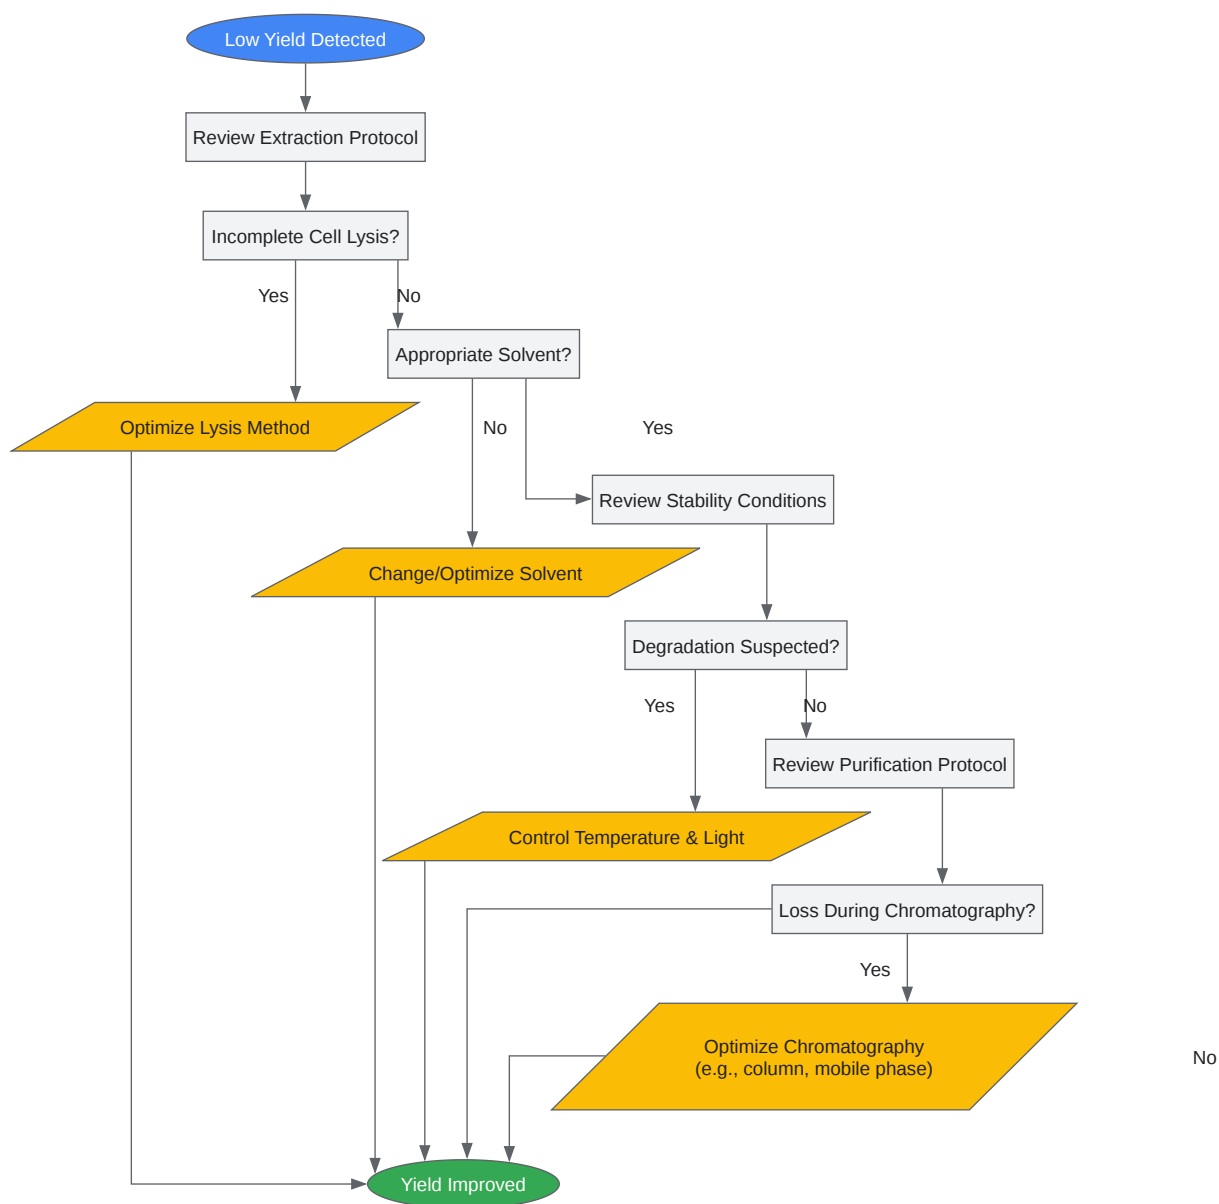 Low Yield Detected
Review Extraction Protocol
Incomplete Cell Lysis?
Yes
No
Appropriate Solvent?
Optimize Lysis Method
No
Yes
Review Stability Conditions
Change/Optimize Solvent
Degradation Suspected?
Yes
No
Review Purification Protocol
Control Temperature & Light
Loss During Chromatography?
Yes
Optimize Chromatography
(e.g., column, mobile phase)
No
Yield Improved